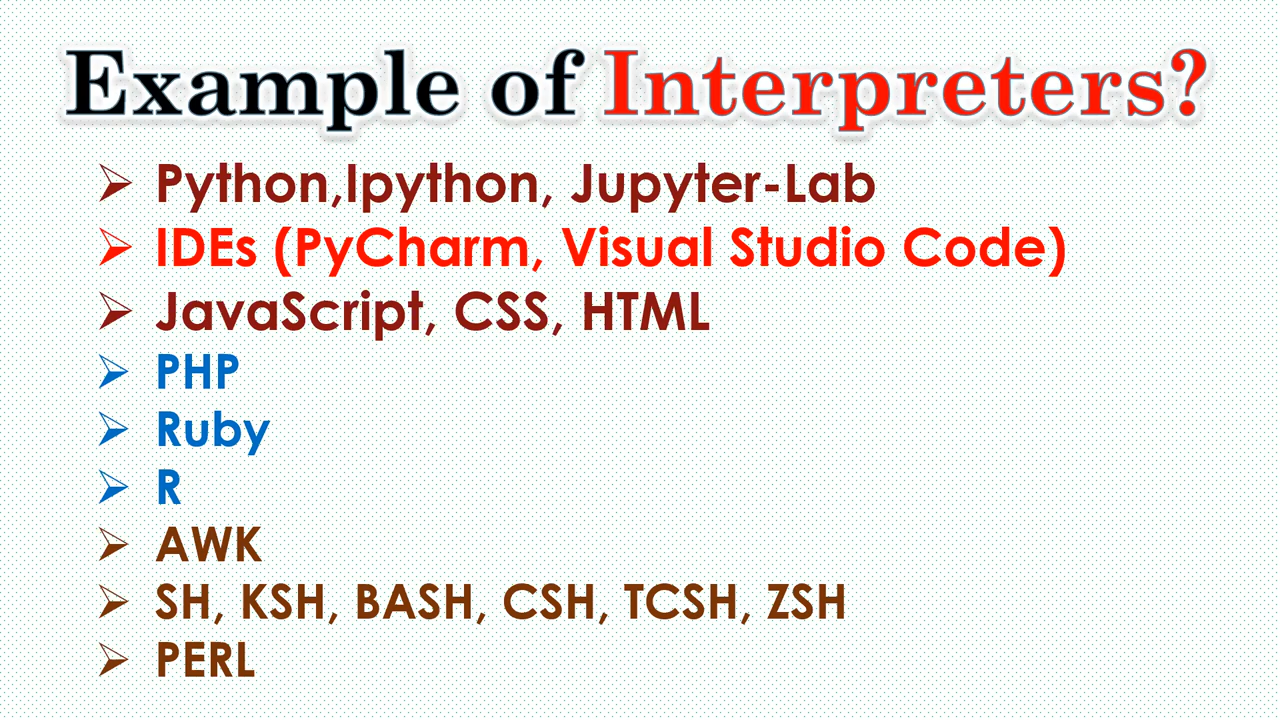 Example of Interpreters?
Python,Ipython, Jupyter-Lab
IDEs (PyCharm, Visual Studio Code)
JavaScript, CSS, HTML
PHP
Ruby
R
AWK
SH, KSH, BASH, CSH, TCSH, ZSH
PERL